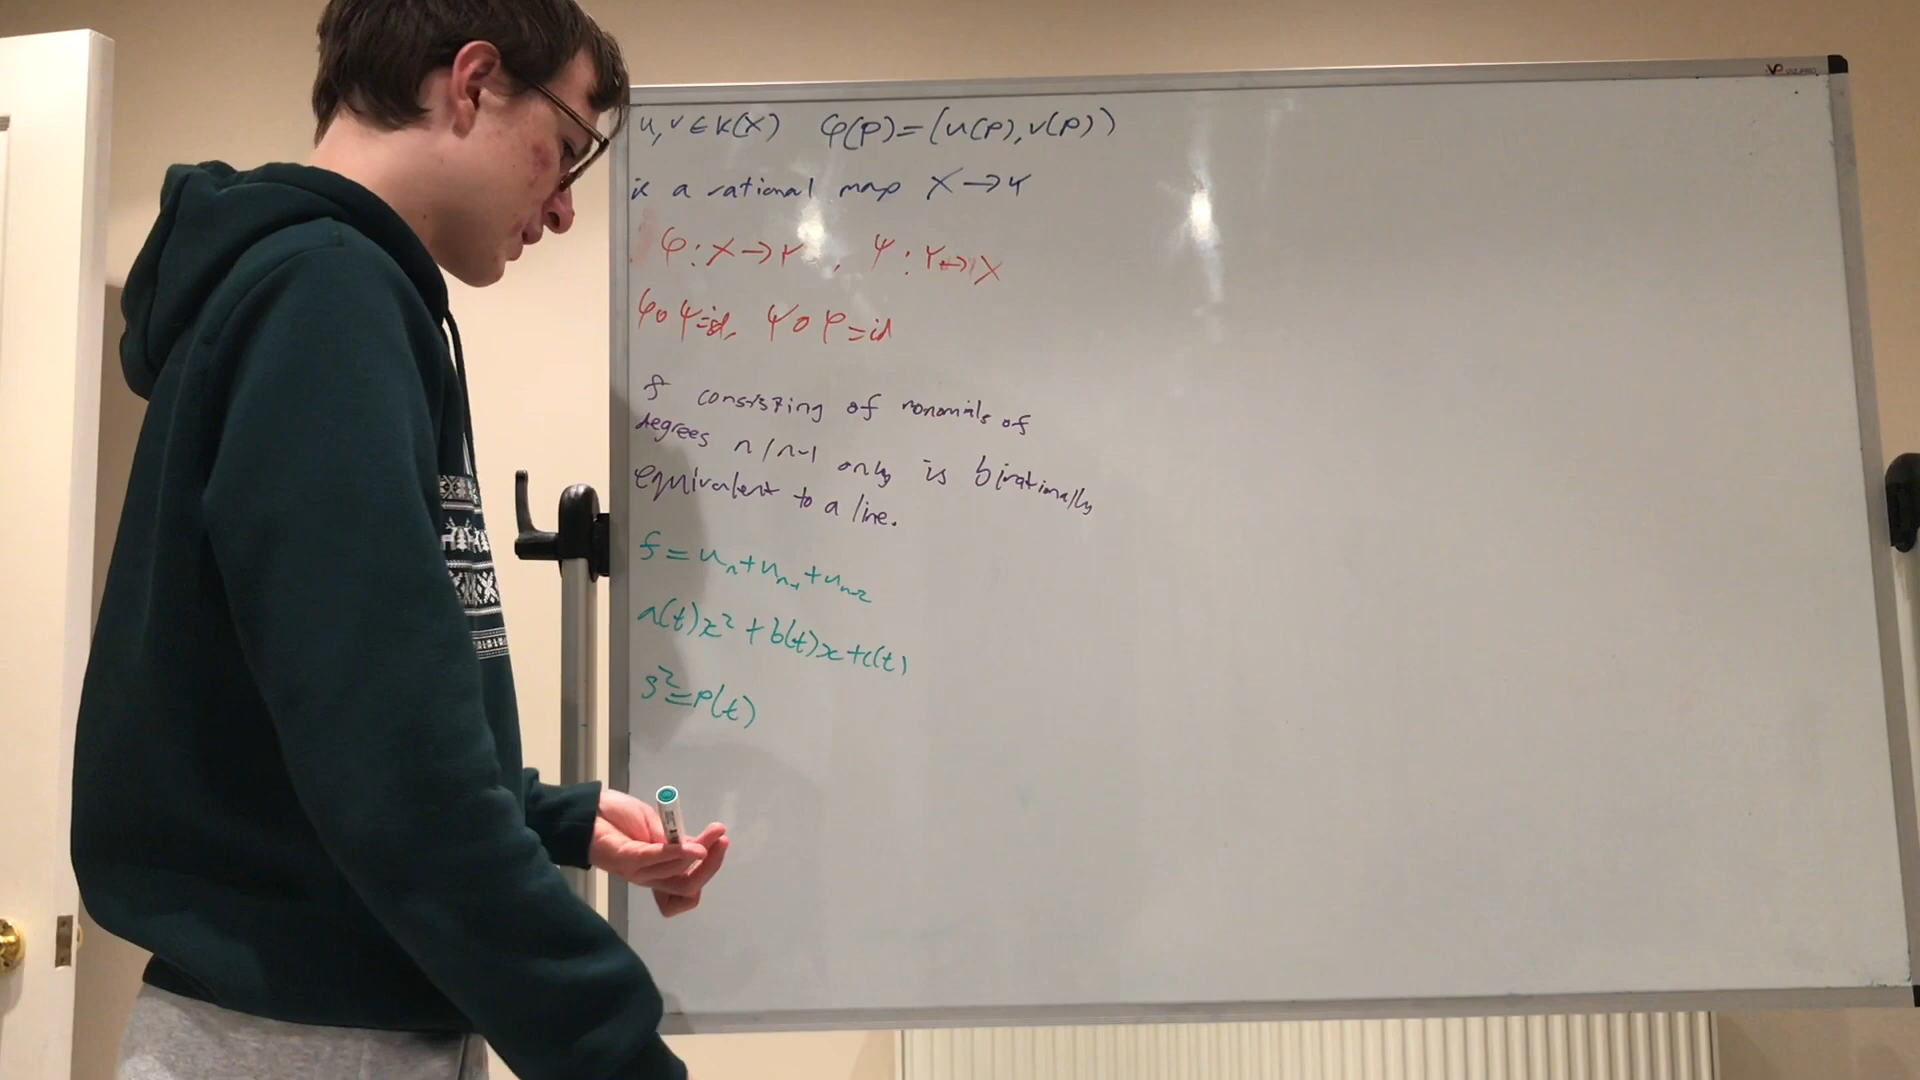 u, v ∈ k(X) φ(P) = (u(P), v(P))
is a rational map X → Y
φ : X → Y , ψ : Y → X
φ∘ψ = id, ψ∘φ = id
f consisting of monomials of
degrees n / n-1 only is birationally
equivalent to a line.
f = u_n + u_{n-1} + u_{n-2}
a(t)x² + b(t)x + c(t)
s² = p(t)